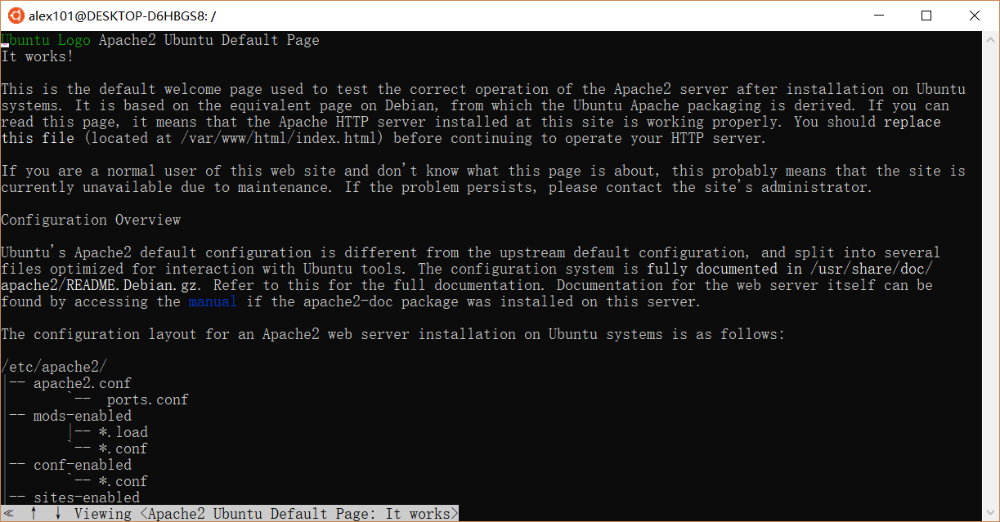 alex101@DESKTOP-D6HBGS8: /
Ubuntu Logo Apache2 Ubuntu Default Page
It works!
This is the default welcome page used to test the correct operation of the Apache2 server after installation on Ubuntu
systems. It is based on the equivalent page on Debian, from which the Ubuntu Apache packaging is derived. If you can
read this page, it means that the Apache HTTP server installed at this site is working properly. You should replace
this file (located at /var/www/html/index.html) before continuing to operate your HTTP server.
If you are a normal user of this web site and don't know what this page is about, this probably means that the site is
currently unavailable due to maintenance. If the problem persists, please contact the site's administrator.
Configuration Overview
Ubuntu's Apache2 default configuration is different from the upstream default configuration, and split into several
files optimized for interaction with Ubuntu tools. The configuration system is fully documented in /usr/share/doc/
apache2/README.Debian.gz. Refer to this for the full documentation. Documentation for the web server itself can be
found by accessing the manual if the apache2-doc package was installed on this server.
The configuration layout for an Apache2 web server installation on Ubuntu systems is as follows:
/etc/apache2/
|-- apache2.conf
`--  ports.conf
|-- mods-enabled
|-- *.load
`-- *.conf
|-- conf-enabled
`-- *.conf
|-- sites-enabled
≪ ↑ ↓ Viewing <Apache2 Ubuntu Default Page: It works>